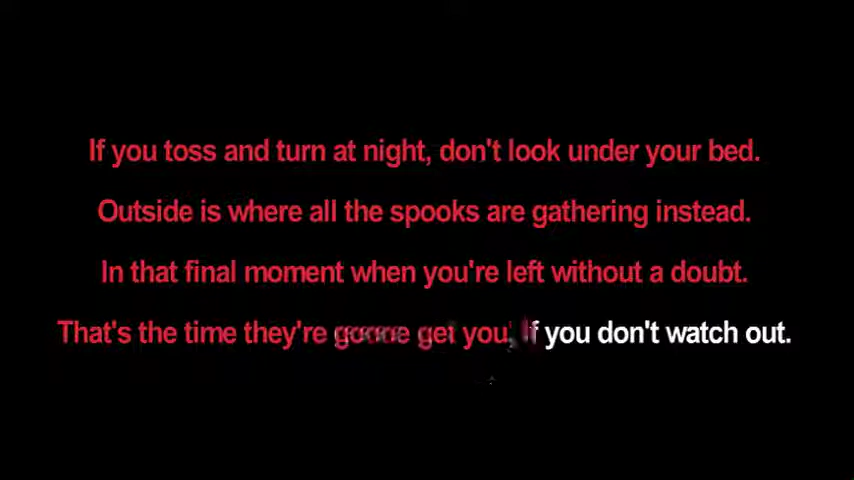 If you toss and turn at night, don't look under your bed.
Outside is where all the spooks are gathering instead.
In that final moment when you're left without a doubt.
That's the time they're gonna get you, if you don't watch out.